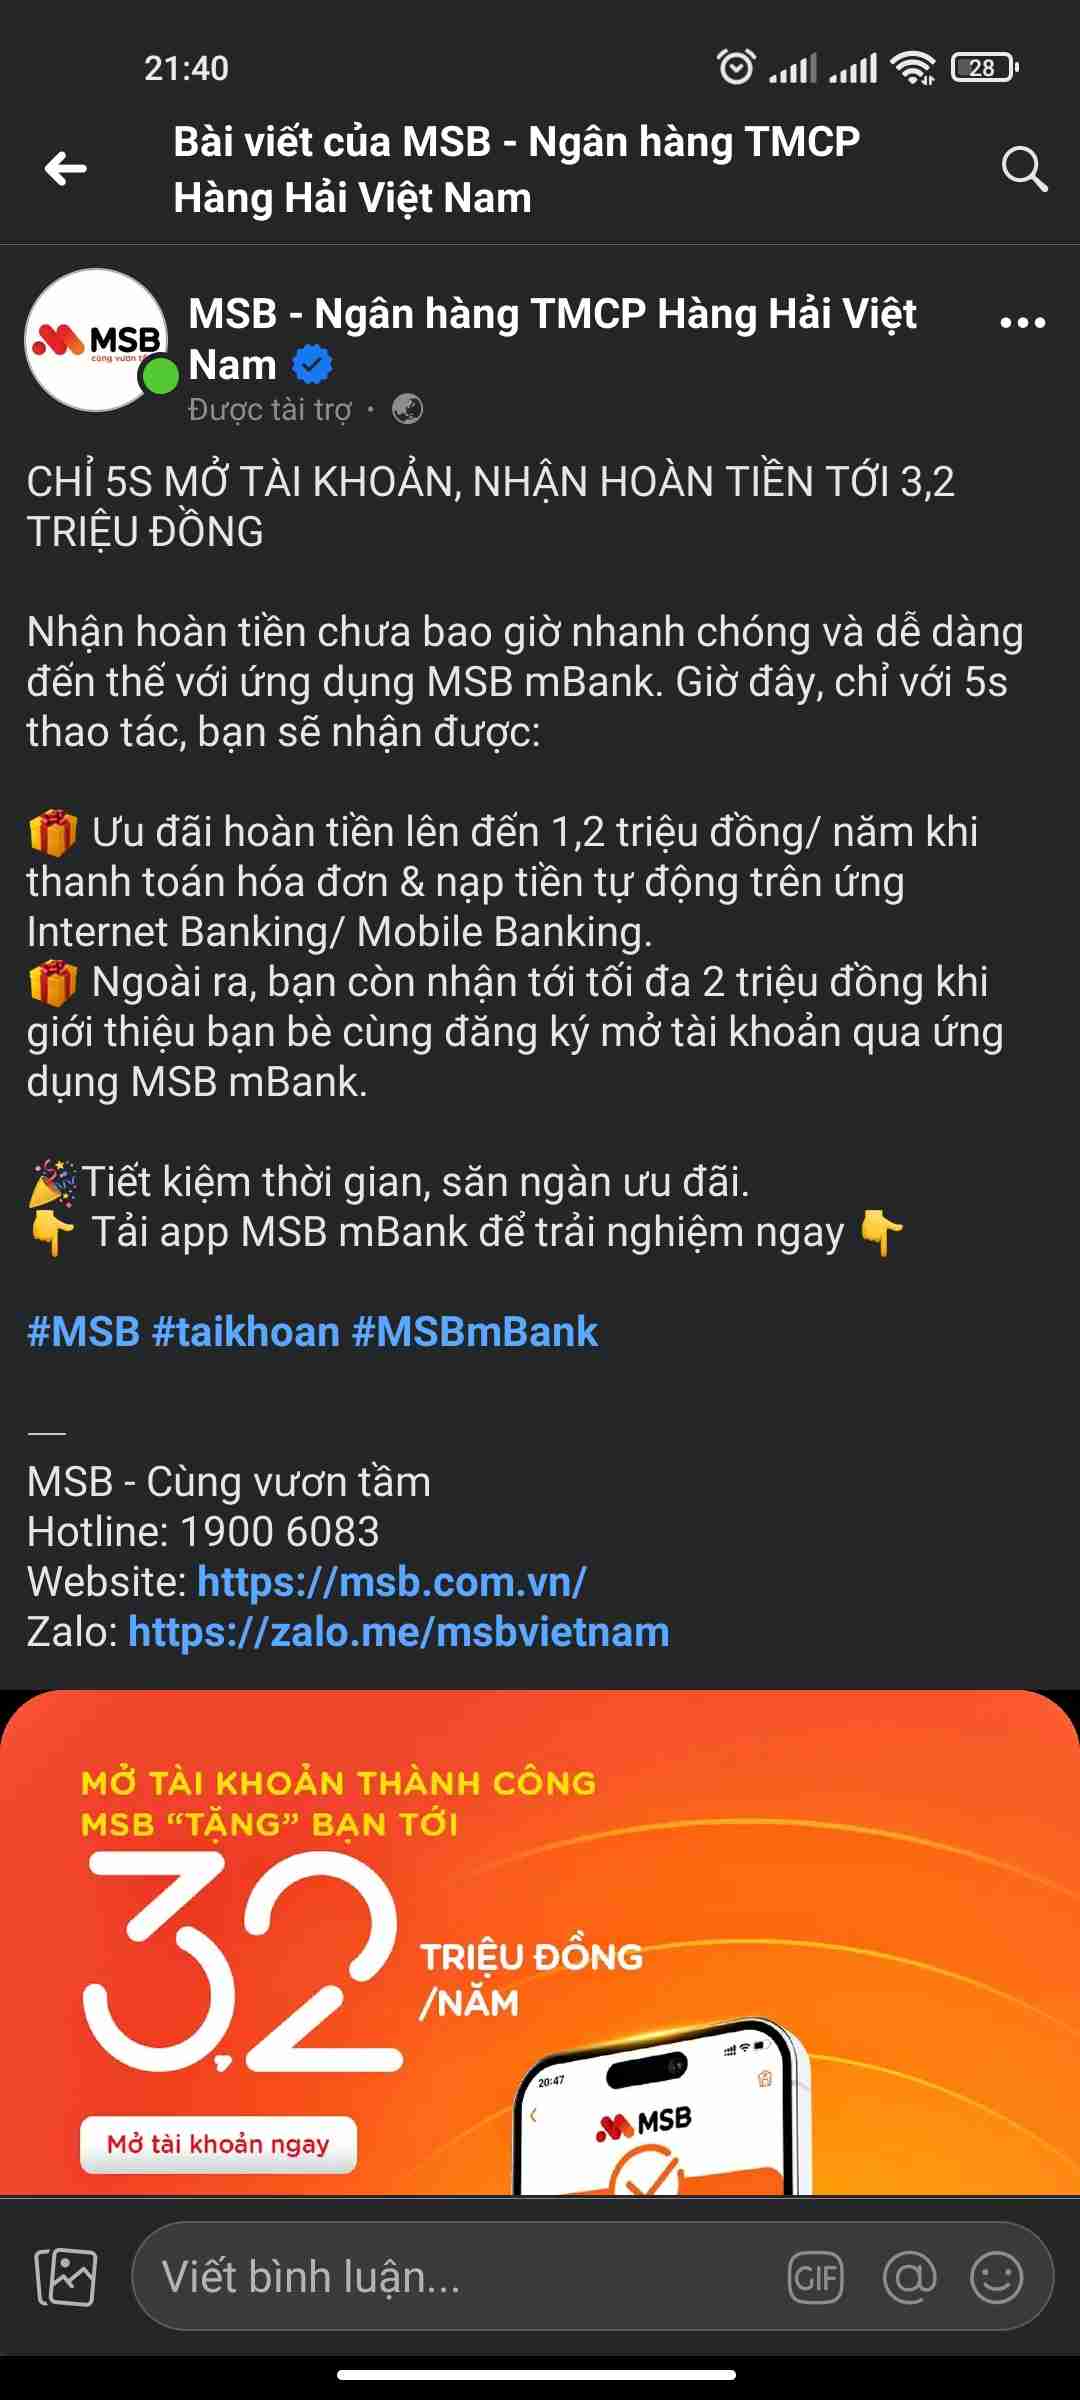 21:40
28
Bài viết của MSB - Ngân hàng TMCP
Hàng Hải Việt Nam
MSB
MSB - Ngân hàng TMCP Hàng Hải Việt
Nam
Được tài trợ ·
CHỈ 5S MỞ TÀI KHOẢN, NHẬN HOÀN TIỀN TỚI 3,2
TRIỆU ĐỒNG
Nhận hoàn tiền chưa bao giờ nhanh chóng và dễ dàng
đến thế với ứng dụng MSB mBank. Giờ đây, chỉ với 5s
thao tác, bạn sẽ nhận được:
🎁 Ưu đãi hoàn tiền lên đến 1,2 triệu đồng/ năm khi
thanh toán hóa đơn & nạp tiền tự động trên ứng
Internet Banking/ Mobile Banking.
🎁 Ngoài ra, bạn còn nhận tới tối đa 2 triệu đồng khi
giới thiệu bạn bè cùng đăng ký mở tài khoản qua ứng
dụng MSB mBank.
🎉Tiết kiệm thời gian, săn ngàn ưu đãi.
👇 Tải app MSB mBank để trải nghiệm ngay 👇
#MSB #taikhoan #MSBmBank
__
MSB - Cùng vươn tầm
Hotline: 1900 6083
Website: https://msb.com.vn/
Zalo: https://zalo.me/msbvietnam
MỞ TÀI KHOẢN THÀNH CÔNG
MSB “TẶNG” BẠN TỚI
3,2
TRIỆU ĐỒNG
/NĂM
20:47
MSB
Mở tài khoản ngay
Viết bình luận...
GIF